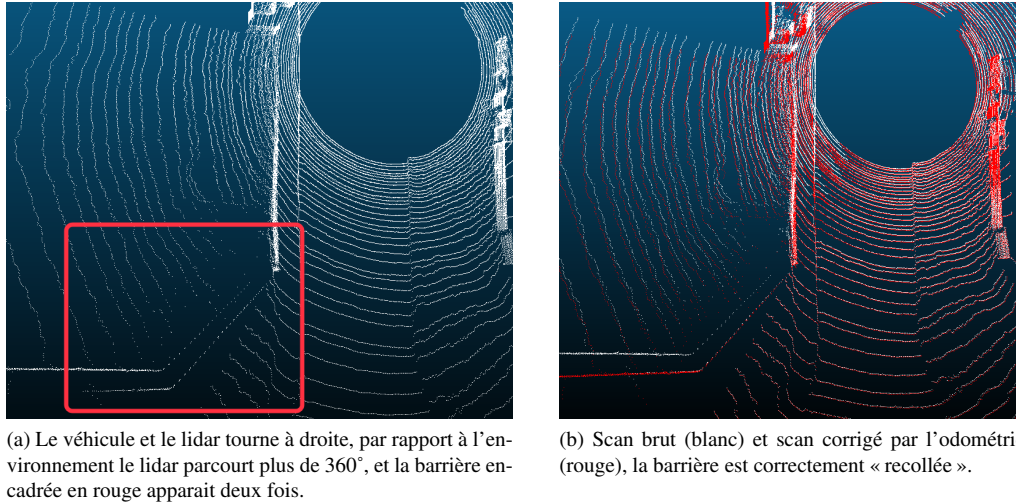 (a) Le véhicule et le lidar tourne à droite, par rapport à l'en-
vironnement le lidar parcourt plus de 360°, et la barrière en-
cadrée en rouge apparait deux fois.
(b) Scan brut (blanc) et scan corrigé par l'odométri
(rouge), la barrière est correctement « recollée ».